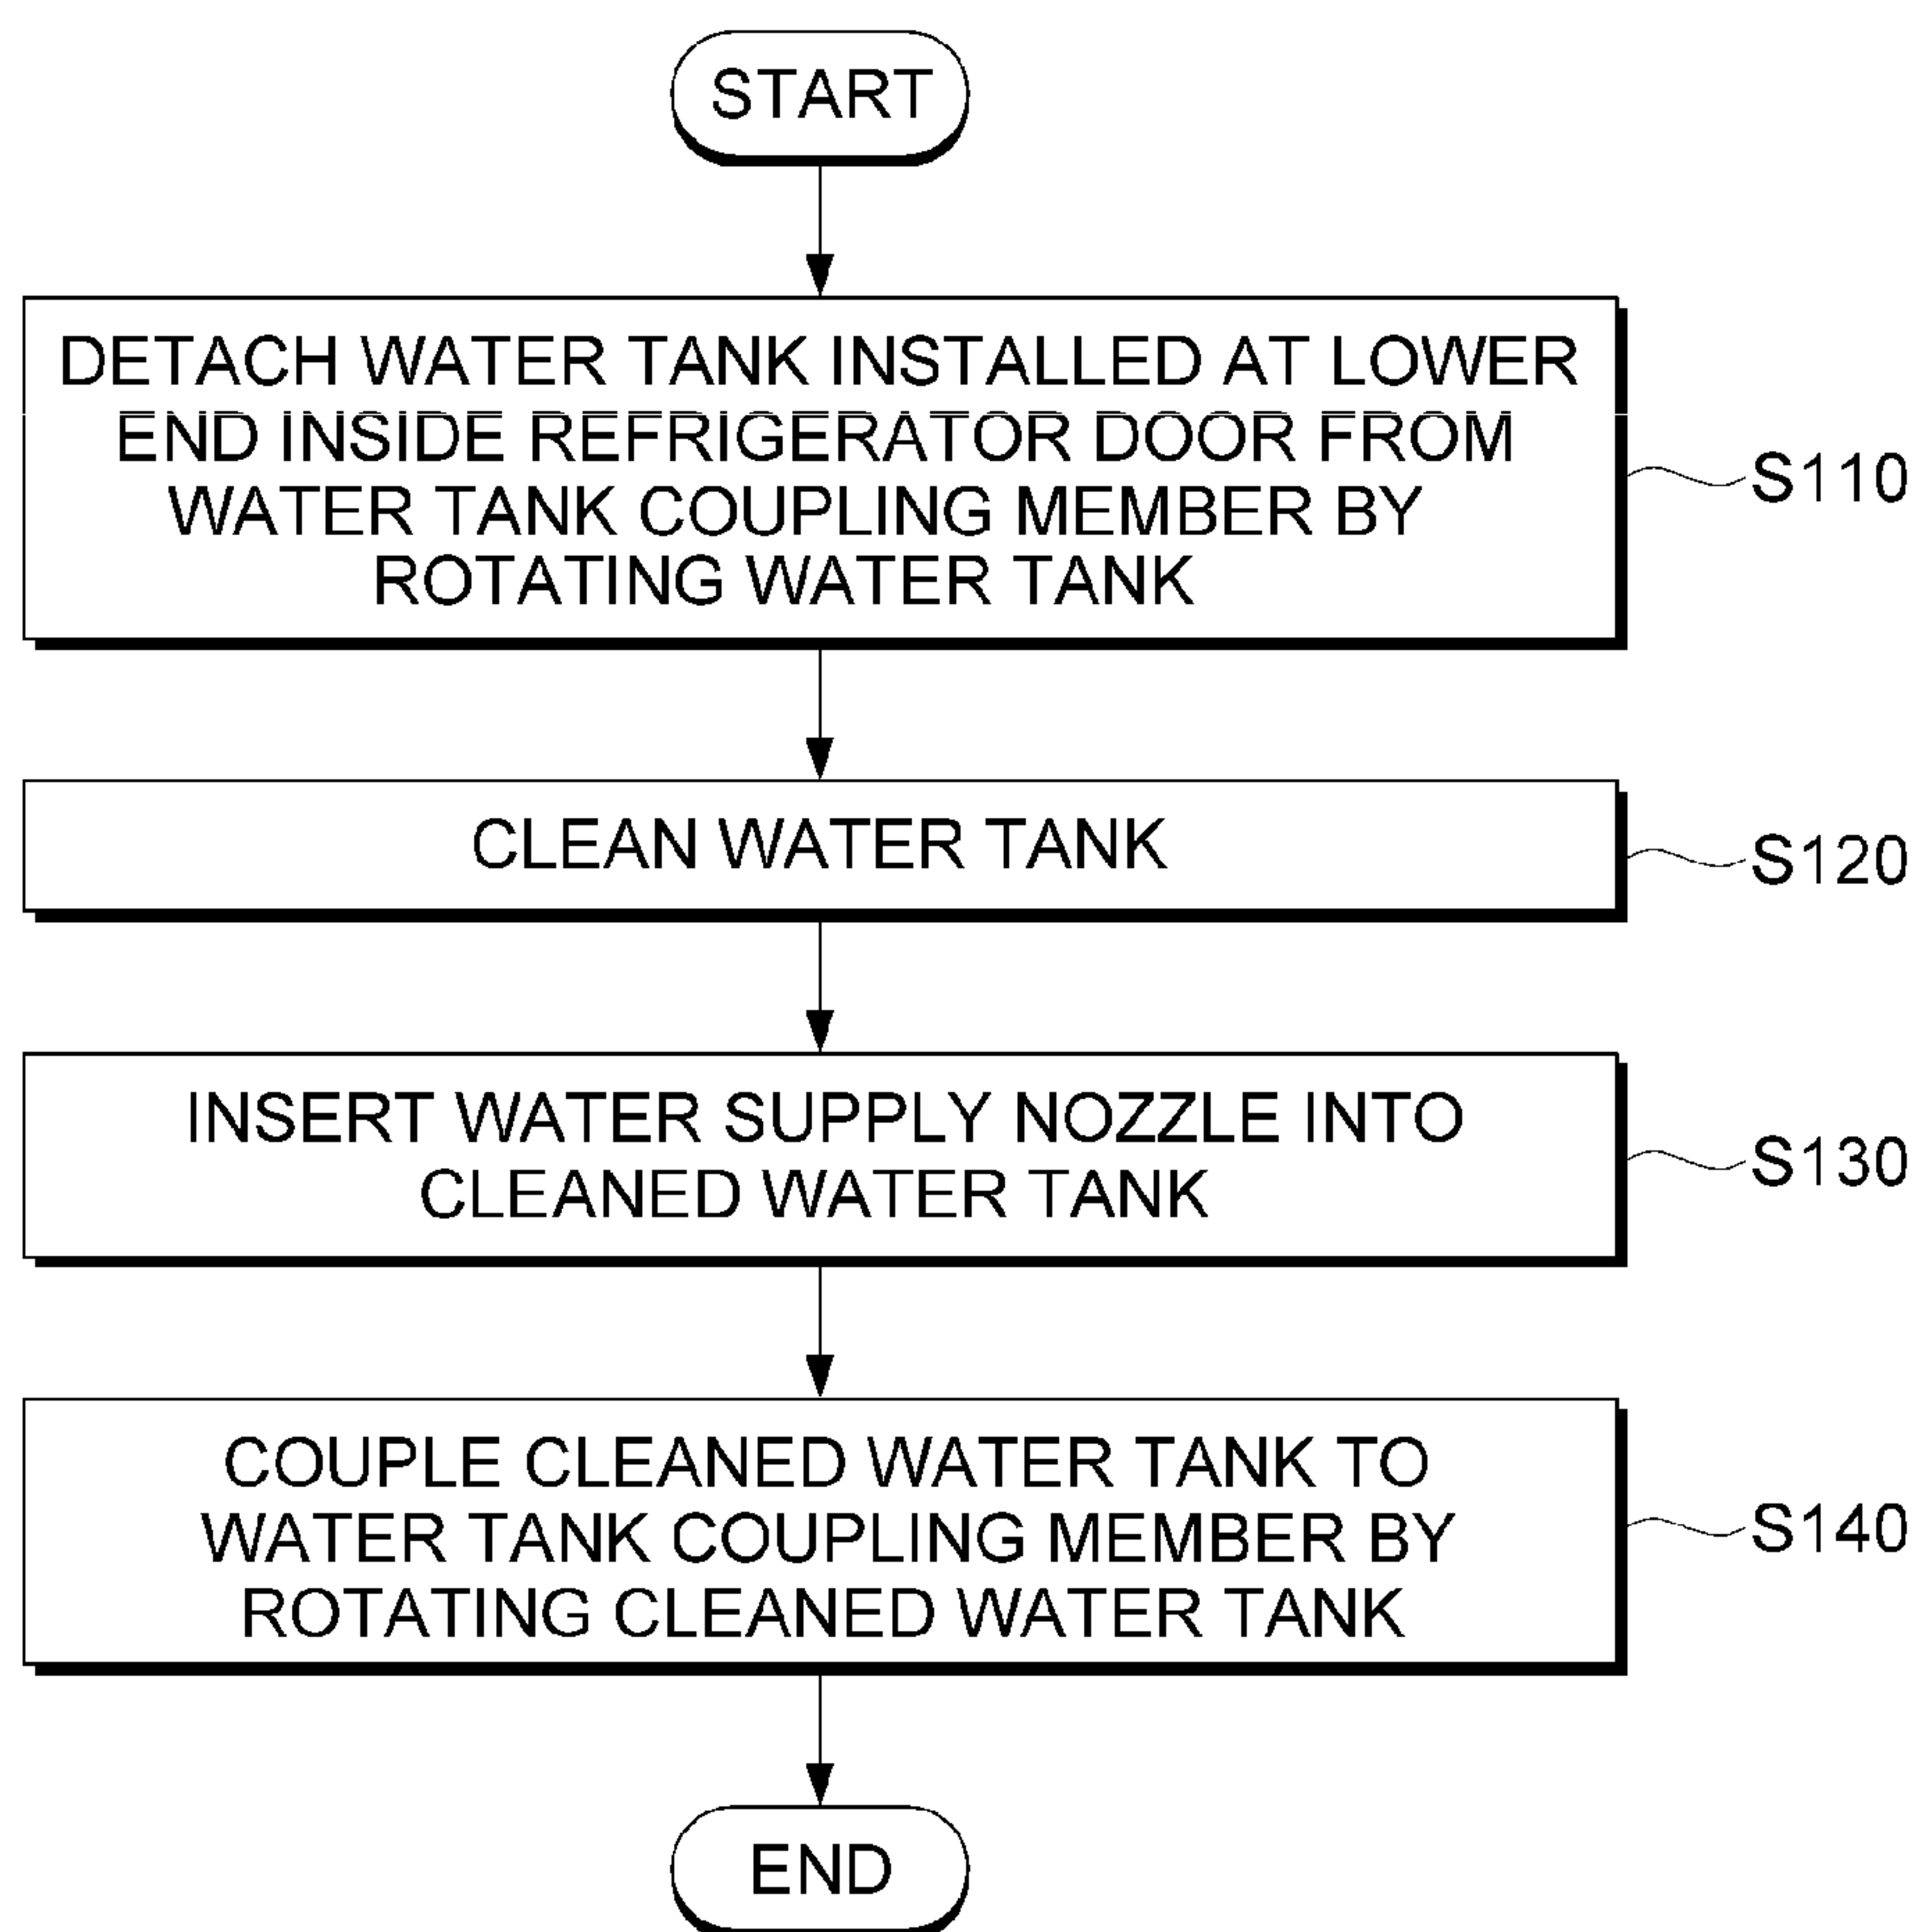 START
DETACH WATER TANK INSTALLED AT LOWER
END INSIDE REFRIGERATOR DOOR FROM
WATER TANK COUPLING MEMBER BY
ROTATING WATER TANK
S110
CLEAN WATER TANK
S120
INSERT WATER SUPPLY NOZZLE INTO
CLEANED WATER TANK
S130
COUPLE CLEANED WATER TANK TO
WATER TANK COUPLING MEMBER BY
ROTATING CLEANED WATER TANK
S140
END